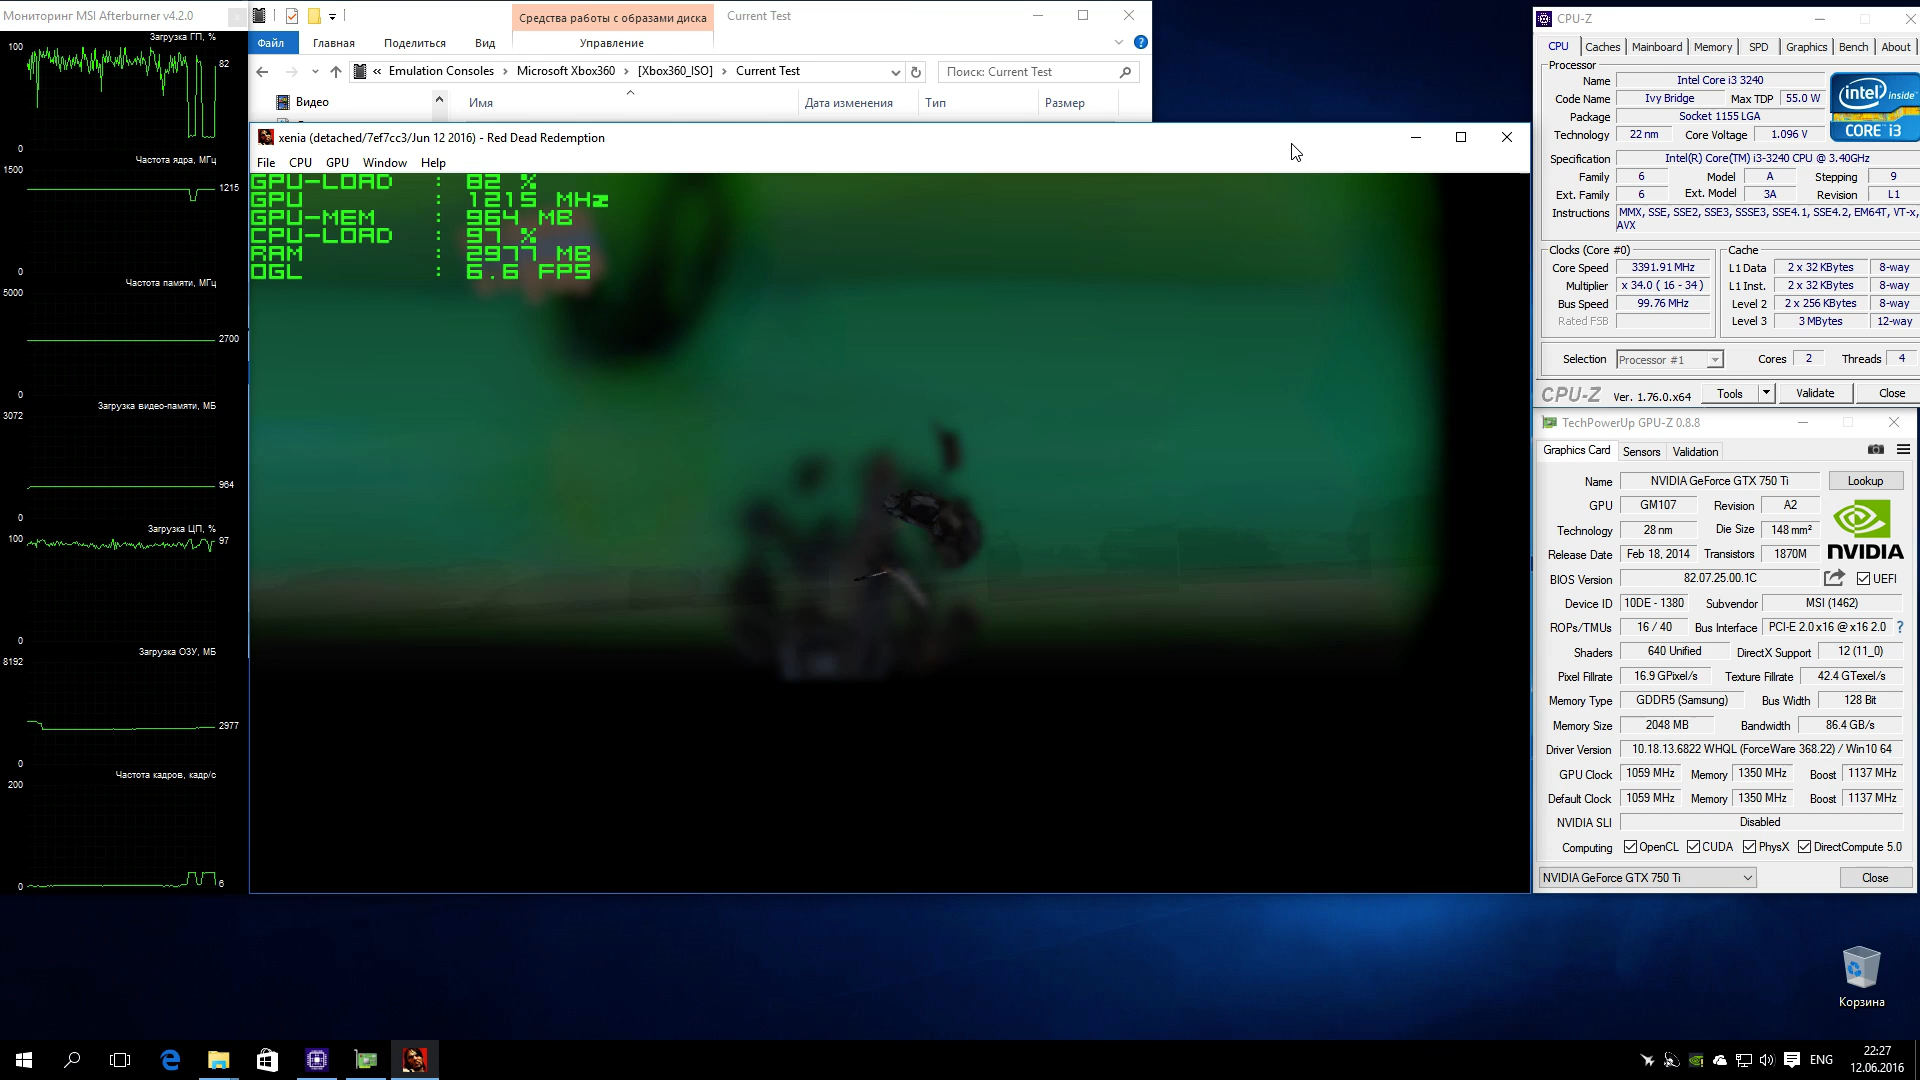 Мониторинг MSI Afterburner v4.2.0
Загрузка ГП, %
100
82
0
Частота ядра, МГц
1500
1215
0
Частота памяти, МГц
5000
2700
0
Загрузка видео-памяти, МБ
3072
964
0
Загрузка ЦП, %
100
97
0
Загрузка ОЗУ, МБ
8192
2977
0
Частота кадров, кадр/с
200
6
0
Средства работы с образами диска
Current Test
Файл
Главная
Поделиться
Вид
Управление
« Emulation Consoles › Microsoft Xbox360 › [Xbox360_ISO] › Current Test
Поиск: Current Test
Видео
Имя
Дата изменения
Тип
Размер
xenia (detached/7ef7cc3/Jun 12 2016) - Red Dead Redemption
File CPU GPU Window Help
GPU-LOAD : 82 %
GPU : 1215 MHz
GPU-MEM : 964 MB
CPU-LOAD : 97 %
RAM : 2977 MB
OGL : 6.6 FPS
CPU-Z
CPU Caches Mainboard Memory SPD Graphics Bench About
Processor
Name Intel Core i3 3240
Code Name Ivy Bridge Max TDP 55.0 W
Package Socket 1155 LGA
Technology 22 nm Core Voltage 1.096 V
intel inside™
CORE i3
Specification Intel(R) Core(TM) i3-3240 CPU @ 3.40GHz
Family 6 Model A Stepping 9
Ext. Family 6 Ext. Model 3A Revision L1
Instructions MMX, SSE, SSE2, SSE3, SSSE3, SSE4.1, SSE4.2, EM64T, VT-x,
AVX
Clocks (Core #0)
Core Speed 3391.91 MHz
Multiplier x 34.0 ( 16 - 34 )
Bus Speed 99.76 MHz
Rated FSB
Cache
L1 Data 2 x 32 KBytes 8-way
L1 Inst. 2 x 32 KBytes 8-way
Level 2 2 x 256 KBytes 8-way
Level 3 3 MBytes 12-way
Selection Processor #1 Cores 2 Threads 4
CPU-Z Ver. 1.76.0.x64 Tools Validate Close
TechPowerUp GPU-Z 0.8.8
Graphics Card Sensors Validation
Name NVIDIA GeForce GTX 750 Ti Lookup
GPU GM107 Revision A2
Technology 28 nm Die Size 148 mm²
Release Date Feb 18, 2014 Transistors 1870M
NVIDIA
BIOS Version 82.07.25.00.1C UEFI
Device ID 10DE - 1380 Subvendor MSI (1462)
ROPs/TMUs 16 / 40 Bus Interface PCI-E 2.0 x16 @ x16 2.0 ?
Shaders 640 Unified DirectX Support 12 (11_0)
Pixel Fillrate 16.9 GPixel/s Texture Fillrate 42.4 GTexel/s
Memory Type GDDR5 (Samsung) Bus Width 128 Bit
Memory Size 2048 MB Bandwidth 86.4 GB/s
Driver Version 10.18.13.6822 WHQL (ForceWare 368.22) / Win10 64
GPU Clock 1059 MHz Memory 1350 MHz Boost 1137 MHz
Default Clock 1059 MHz Memory 1350 MHz Boost 1137 MHz
NVIDIA SLI Disabled
Computing OpenCL CUDA PhysX DirectCompute 5.0
NVIDIA GeForce GTX 750 Ti Close
Корзина
ENG
22:27
12.06.2016